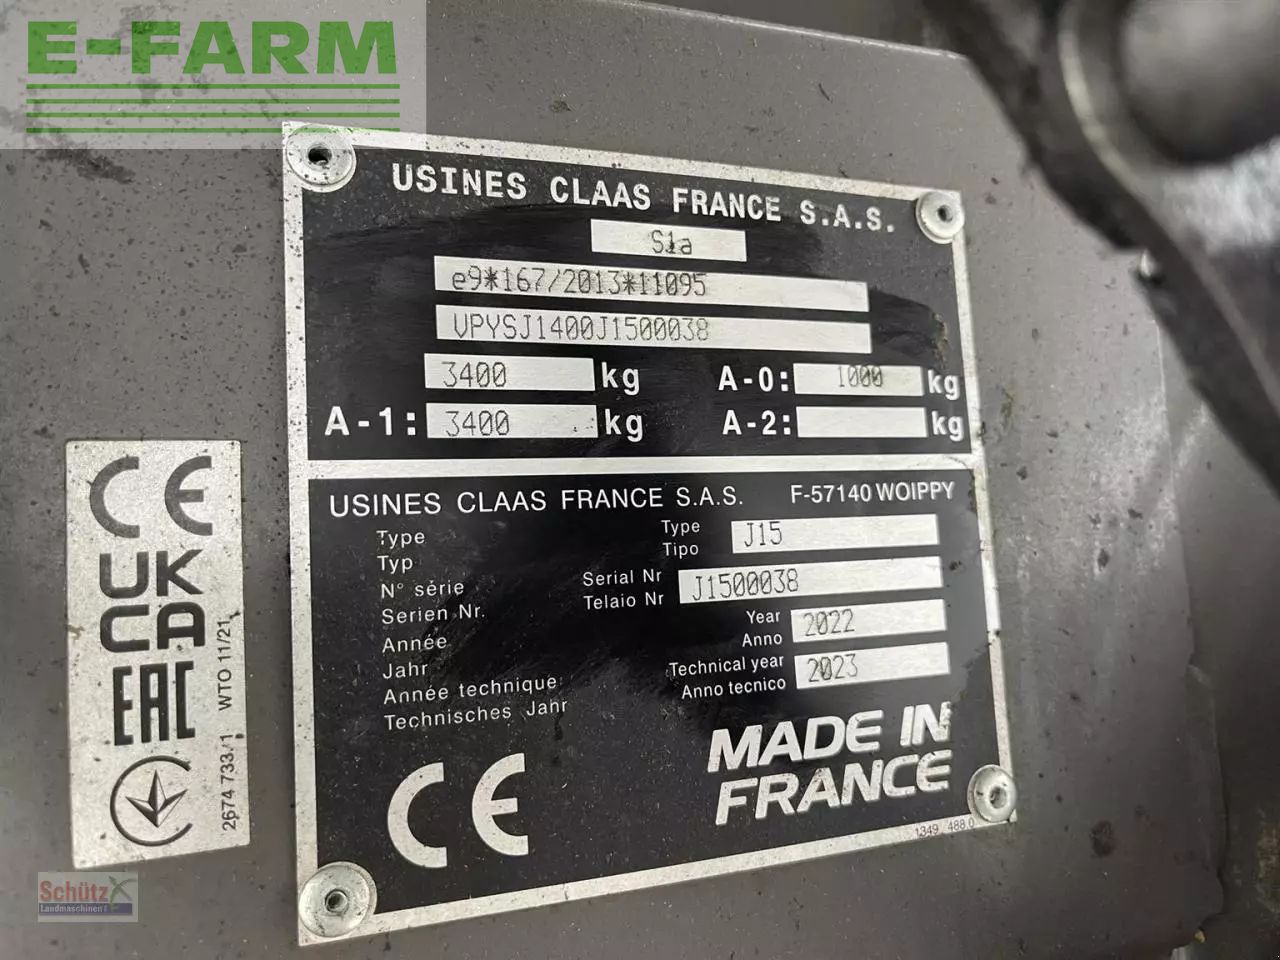 E-FARM
USINES CLAAS FRANCE S.A.S.
S1a
e9*167/2013*11095
VPYSJ1400J1500038
3400 kg A-0: 1000 kg
A-1: 3400 kg A-2: kg
USINES CLAAS FRANCE S.A.S. F-57140 WOIPPY
Type Type J15
Typ Tipo
N° série Serial Nr J1500038
Serien Nr. Telaio Nr
Année Year 2022
Jahr Anno
Année technique Technical year 2023
Technisches Jahr Anno tecnico
CE
MADE IN
FRANCE
1349 488 0
CE
UK
CA
EAC
2674 733/1 WTO 11/21
Schütz
Landmaschinen